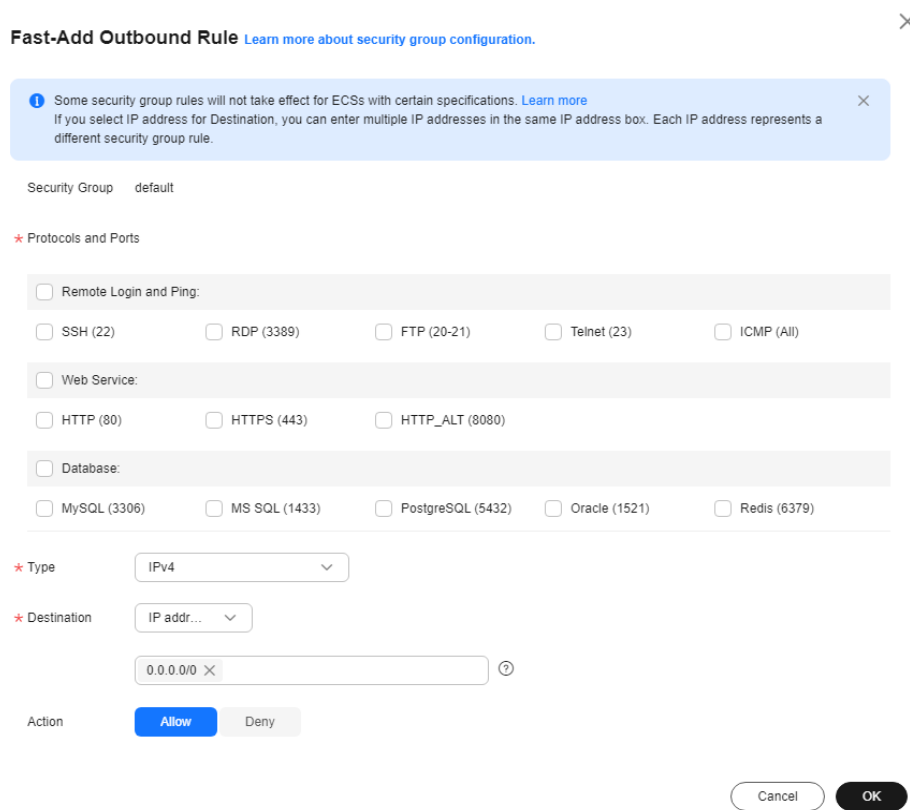 Fast-Add Outbound Rule Learn more about security group configuration.
Some security group rules will not take effect for ECSs with certain specifications. Learn more
If you select IP address for Destination, you can enter multiple IP addresses in the same IP address box. Each IP address represents a
different security group rule.
Security Group default
* Protocols and Ports
Remote Login and Ping:
SSH (22) RDP (3389) FTP (20-21) Telnet (23) ICMP (All)
Web Service:
HTTP (80) HTTPS (443) HTTP_ALT (8080)
Database:
MySQL (3306) MS SQL (1433) PostgreSQL (5432) Oracle (1521) Redis (6379)
* Type IPv4
* Destination IP addr...
0.0.0.0/0
Action Allow Deny
Cancel OK